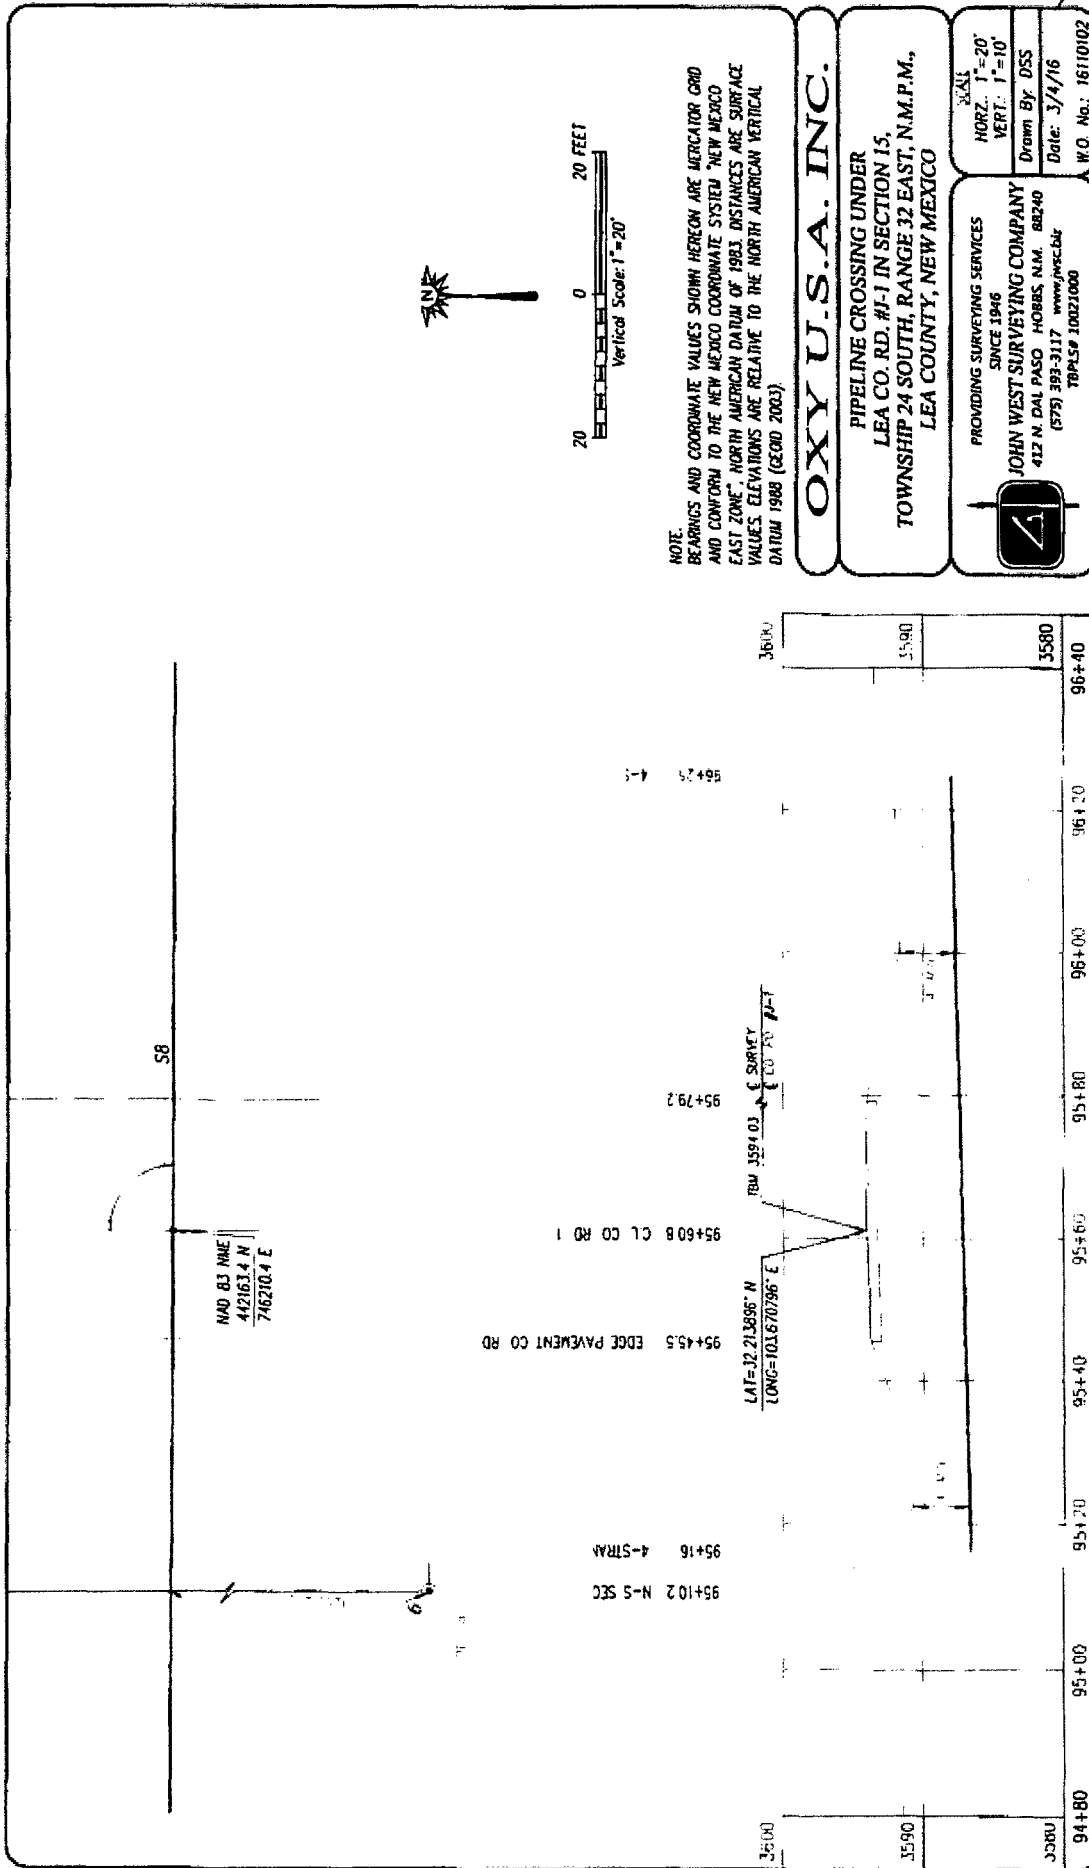 S8
NAD 83 NME
442163.4 N
746210.4 E
6'
95+10.2 N-S SEC
95+16 4-STRAN
95+45.5 EDGE PAVEMENT CO RD
95+60.8 C.L. CO RD 1
95+79.2
96+25
LAT=32.213896° N
LONG=103.670796° E
TBM 3594.03
℄ SURVEY
℄ CO RD #J-1
3600
3590
3580
3600
3590
3580
94+80
95+00
95+20
95+40
95+60
95+80
96+00
96+20
96+40
N
20
0
20 FEET
Vertical Scale: 1"=20'
NOTE:
BEARINGS AND COORDINATE VALUES SHOWN HEREON ARE MERCATOR GRID
AND CONFORM TO THE NEW MEXICO COORDINATE SYSTEM "NEW MEXICO
EAST ZONE", NORTH AMERICAN DATUM OF 1983. DISTANCES ARE SURFACE
VALUES. ELEVATIONS ARE RELATIVE TO THE NORTH AMERICAN VERTICAL
DATUM 1988 (GEOID 2003).
OXY U.S.A. INC.
PIPELINE CROSSING UNDER
LEA CO. RD. #J-1 IN SECTION 15,
TOWNSHIP 24 SOUTH, RANGE 32 EAST, N.M.P.M.,
LEA COUNTY, NEW MEXICO
PROVIDING SURVEYING SERVICES
SINCE 1946
JOHN WEST SURVEYING COMPANY
412 N. DAL PASO HOBBS, N.M. 88240
(575) 393-3117 www.jwsc.biz
TBPLS# 10021000
SCALE
HORZ.: 1"=20'
VERT.: 1"=10'
Drawn By: DSS
Date: 3/4/16
W.O. No.: 16110102